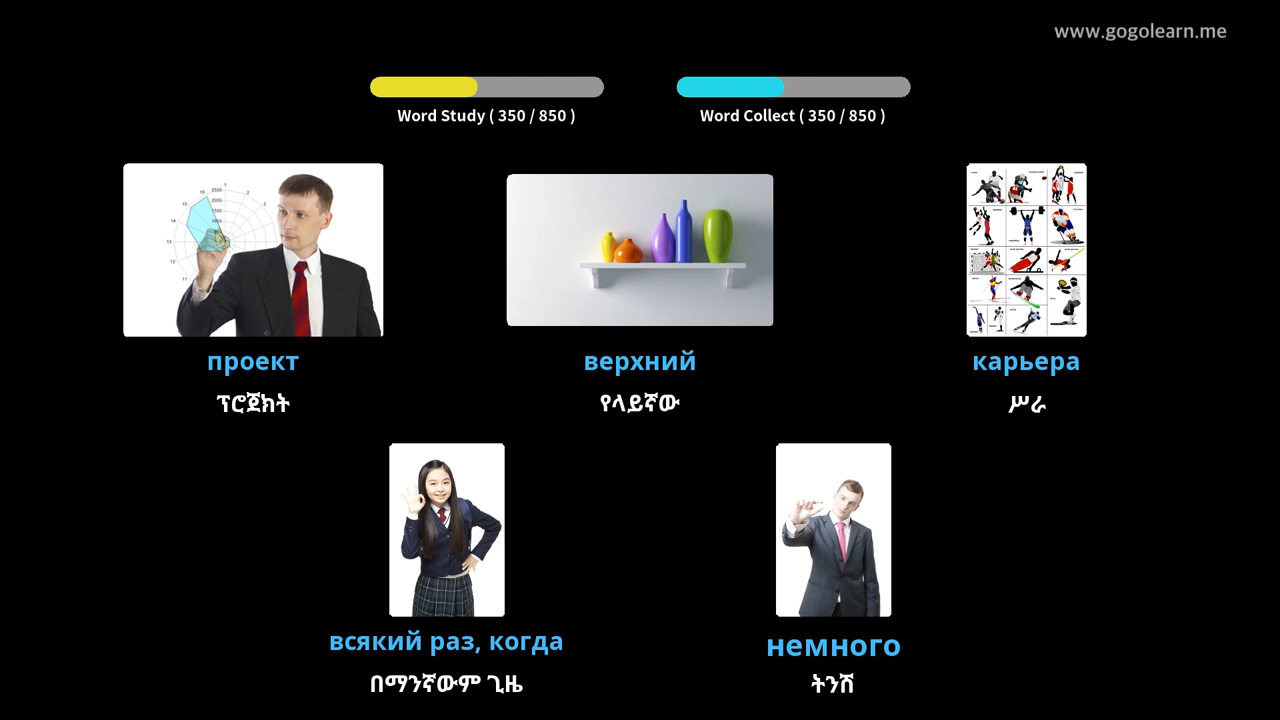 www.gogolearn.me
Word Study ( 350 / 850 )
Word Collect ( 350 / 850 )
проект
верхний
карьера
ፕሮጀክት
የላይኛው
ሥራ
всякий раз, когда
немного
በማንኛውም ጊዜ
ትንሽ